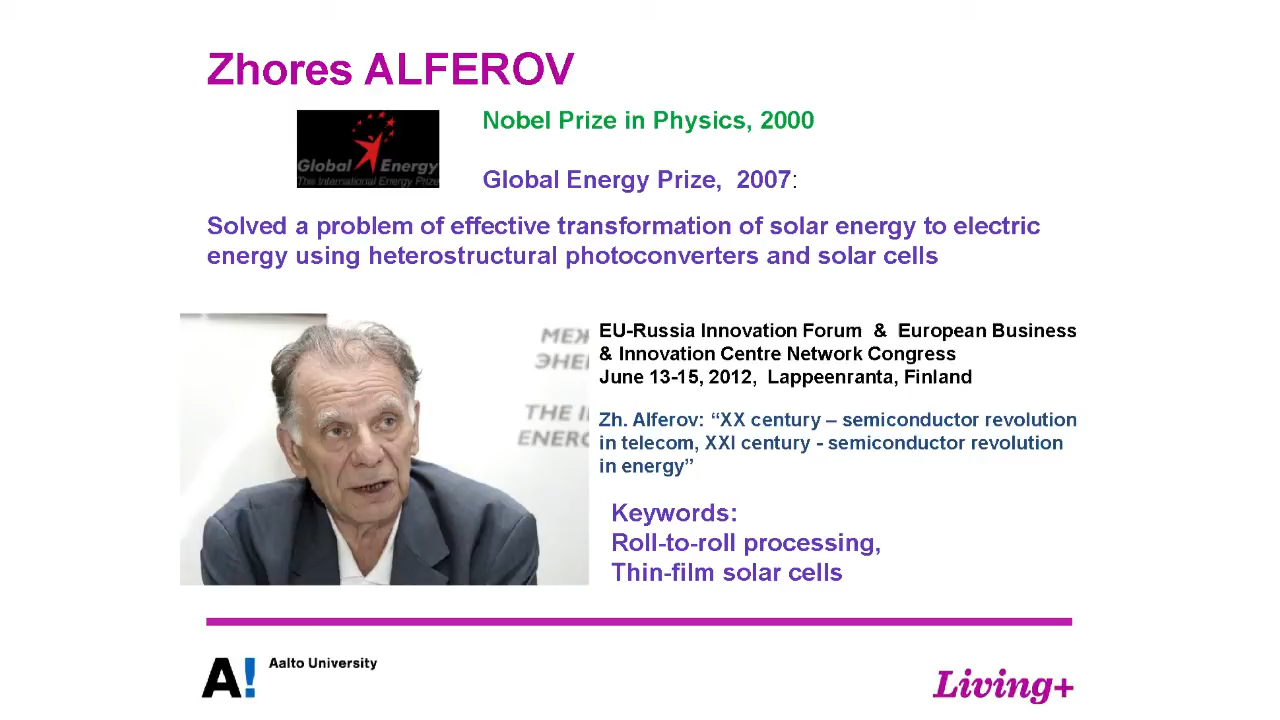 Zhores ALFEROV
Global Energy
The International Energy Prize
Nobel Prize in Physics, 2000
Global Energy Prize, 2007:
Solved a problem of effective transformation of solar energy to electric
energy using heterostructural photoconverters and solar cells
МЕЖ
ЭНЕ
THE I
ENERG
EU-Russia Innovation Forum & European Business
& Innovation Centre Network Congress
June 13-15, 2012, Lappeenranta, Finland
Zh. Alferov: “XX century – semiconductor revolution
in telecom, XXI century - semiconductor revolution
in energy”
Keywords:
Roll-to-roll processing,
Thin-film solar cells
A! Aalto University
Living+